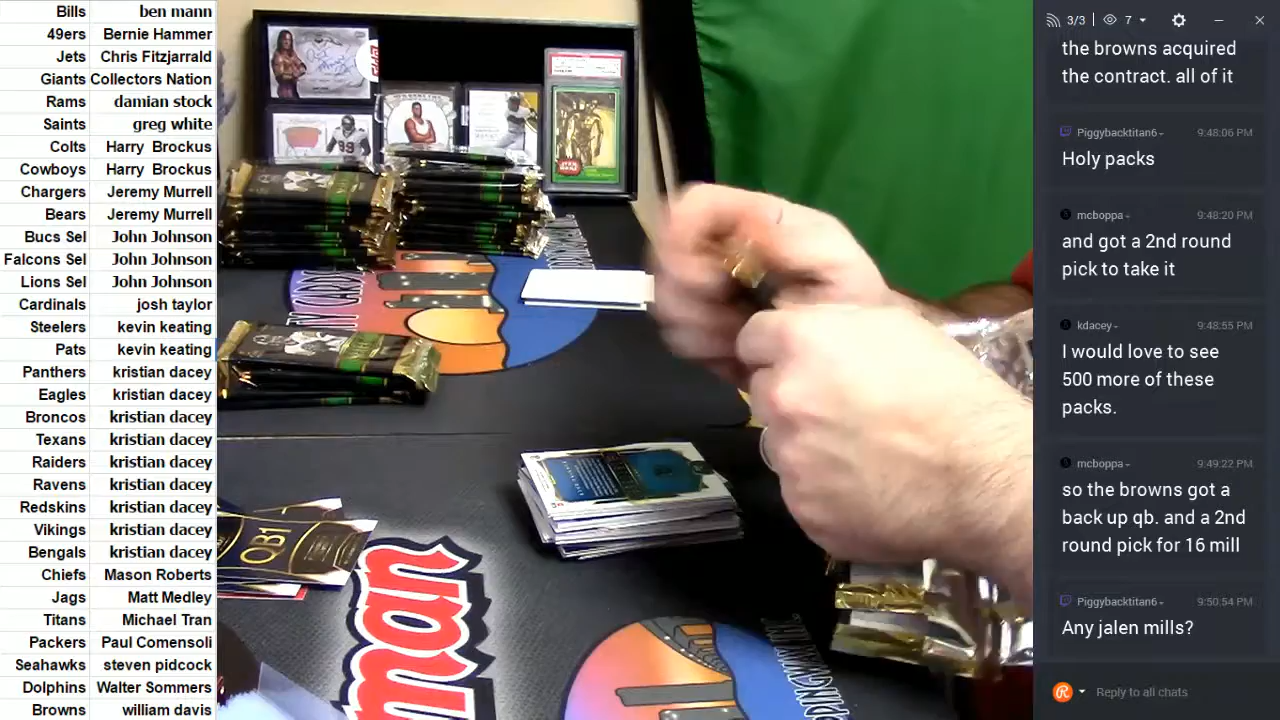 Bills ben mann
49ers Bernie Hammer
Jets Chris Fitzjarrald
Giants Collectors Nation
Rams damian stock
Saints greg white
Colts Harry Brockus
Cowboys Harry Brockus
Chargers Jeremy Murrell
Bears Jeremy Murrell
Bucs Sel John Johnson
Falcons Sel John Johnson
Lions Sel John Johnson
Cardinals josh taylor
Steelers kevin keating
Pats kevin keating
Panthers kristian dacey
Eagles kristian dacey
Broncos kristian dacey
Texans kristian dacey
Raiders kristian dacey
Ravens kristian dacey
Redskins kristian dacey
Vikings kristian dacey
Bengals kristian dacey
Chiefs Mason Roberts
Jags Matt Medley
Titans Michael Tran
Packers Paul Comensoli
Seahawks steven pidcock
Dolphins Walter Sommers
Browns william davis
STAR WARS
TY CARDS
QB1
man
3/3 7
the browns acquired
the contract. all of it
Piggybacktitan6 9:48:06 PM
Holy packs
mcboppa 9:48:20 PM
and got a 2nd round
pick to take it
kdacey 9:48:55 PM
I would love to see
500 more of these
packs.
mcboppa 9:49:22 PM
so the browns got a
back up qb. and a 2nd
round pick for 16 mill
Piggybacktitan6 9:50:54 PM
Any jalen mills?
Reply to all chats